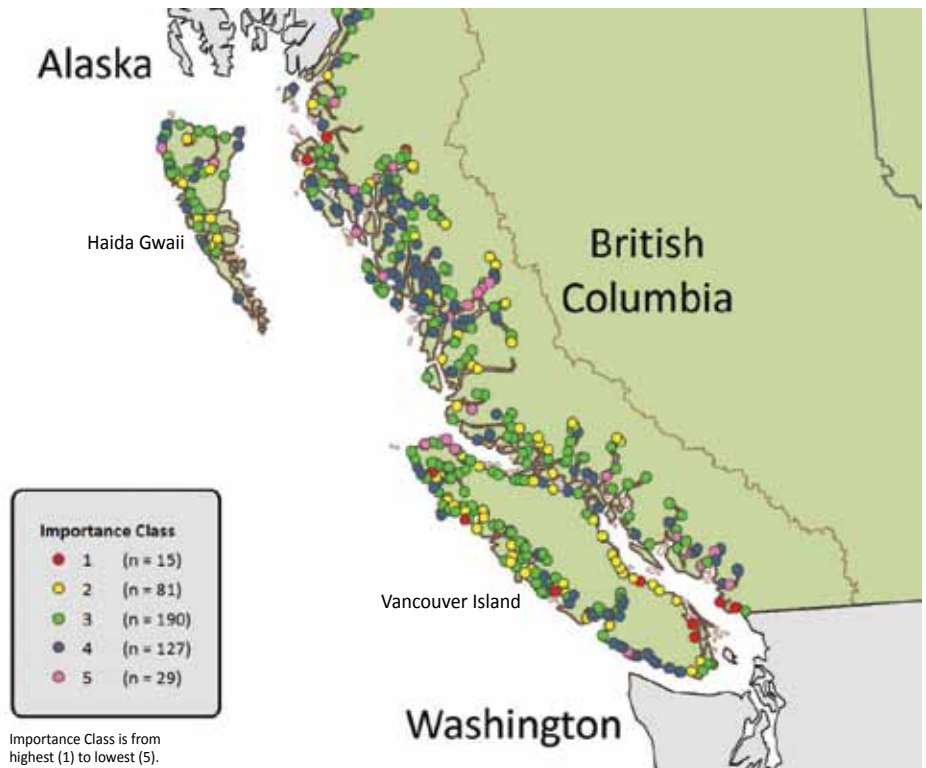 Alaska
Haida Gwaii
British
Columbia
Vancouver Island
Washington
Importance Class
1 (n = 15)
2 (n = 81)
3 (n = 190)
4 (n = 127)
5 (n = 29)
Importance Class is from
highest (1) to lowest (5).